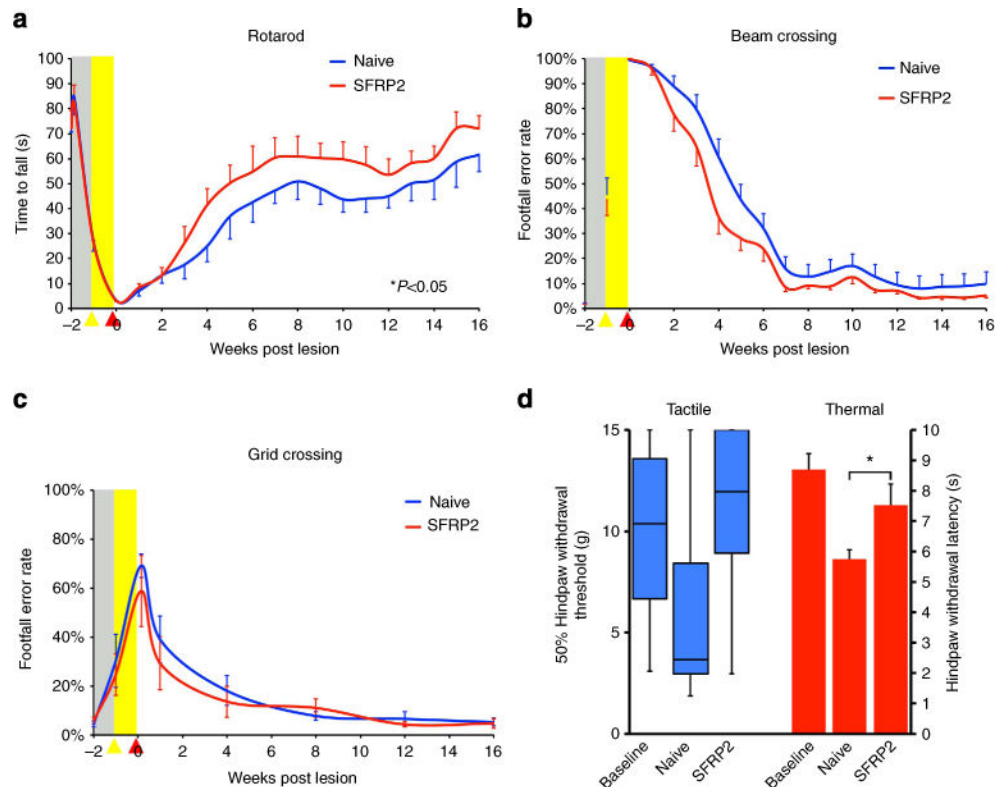 a
Rotarod
Naive
SFRP2
100
90
80
70
60
50
40
30
20
10
0
Time to fall (s)
*P<0.05
–2 0 2 4 6 8 10 12 14 16
Weeks post lesion
b
Beam crossing
Naive
SFRP2
100%
90%
80%
70%
60%
50%
40%
30%
20%
10%
0%
Footfall error rate
–2 0 2 4 6 8 10 12 14 16
Weeks post lesion
c
Grid crossing
Naive
SFRP2
100%
80%
60%
40%
20%
0%
Footfall error rate
–2 0 2 4 6 8 10 12 14 16
Weeks post lesion
d
Tactile
Thermal
15
10
5
0
50% Hindpaw withdrawal
threshold (g)
*
10
9
8
7
6
5
4
3
2
1
0
Hindpaw withdrawal latency (s)
Baseline
Naive
SFRP2
Baseline
Naive
SFRP2